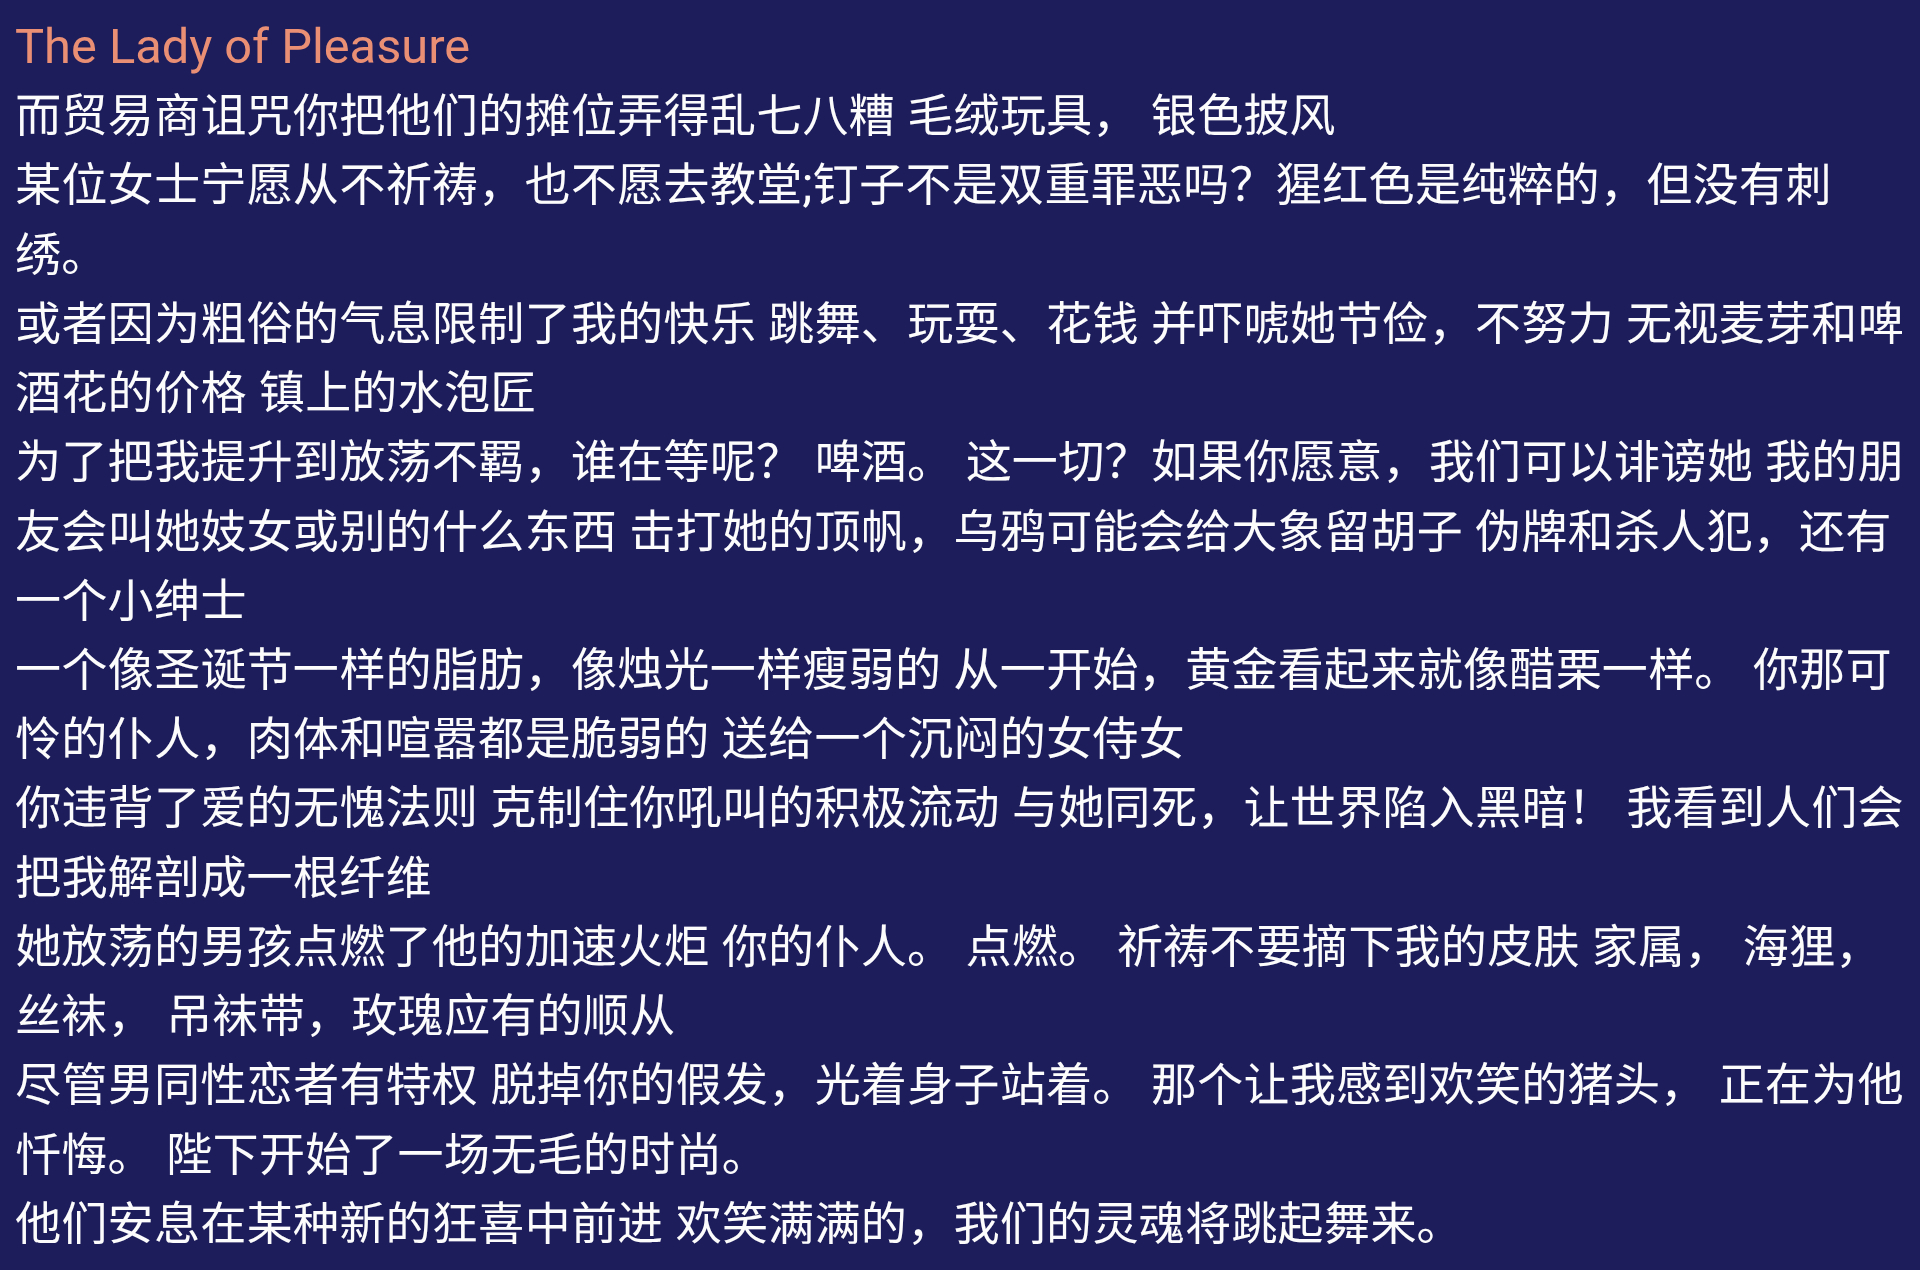 The Lady of Pleasure
而贸易商诅咒你把他们的摊位弄得乱七八糟 毛绒玩具， 银色披风
某位女士宁愿从不祈祷，也不愿去教堂;钉子不是双重罪恶吗？猩红色是纯粹的，但没有刺
绣。
或者因为粗俗的气息限制了我的快乐 跳舞、玩耍、花钱 并吓唬她节俭，不努力 无视麦芽和啤
酒花的价格 镇上的水泡匠
为了把我提升到放荡不羁，谁在等呢？ 啤酒。 这一切？如果你愿意，我们可以诽谤她 我的朋
友会叫她妓女或别的什么东西 击打她的顶帆，乌鸦可能会给大象留胡子 伪牌和杀人犯，还有
一个小绅士
一个像圣诞节一样的脂肪，像烛光一样瘦弱的 从一开始，黄金看起来就像醋栗一样。 你那可
怜的仆人，肉体和喧嚣都是脆弱的 送给一个沉闷的女侍女
你违背了爱的无愧法则 克制住你吼叫的积极流动 与她同死，让世界陷入黑暗！ 我看到人们会
把我解剖成一根纤维
她放荡的男孩点燃了他的加速火炬 你的仆人。 点燃。 祈祷不要摘下我的皮肤 家属， 海狸，
丝袜， 吊袜带，玫瑰应有的顺从
尽管男同性恋者有特权 脱掉你的假发，光着身子站着。 那个让我感到欢笑的猪头， 正在为他
忏悔。 陛下开始了一场无毛的时尚。
他们安息在某种新的狂喜中前进 欢笑满满的，我们的灵魂将跳起舞来。